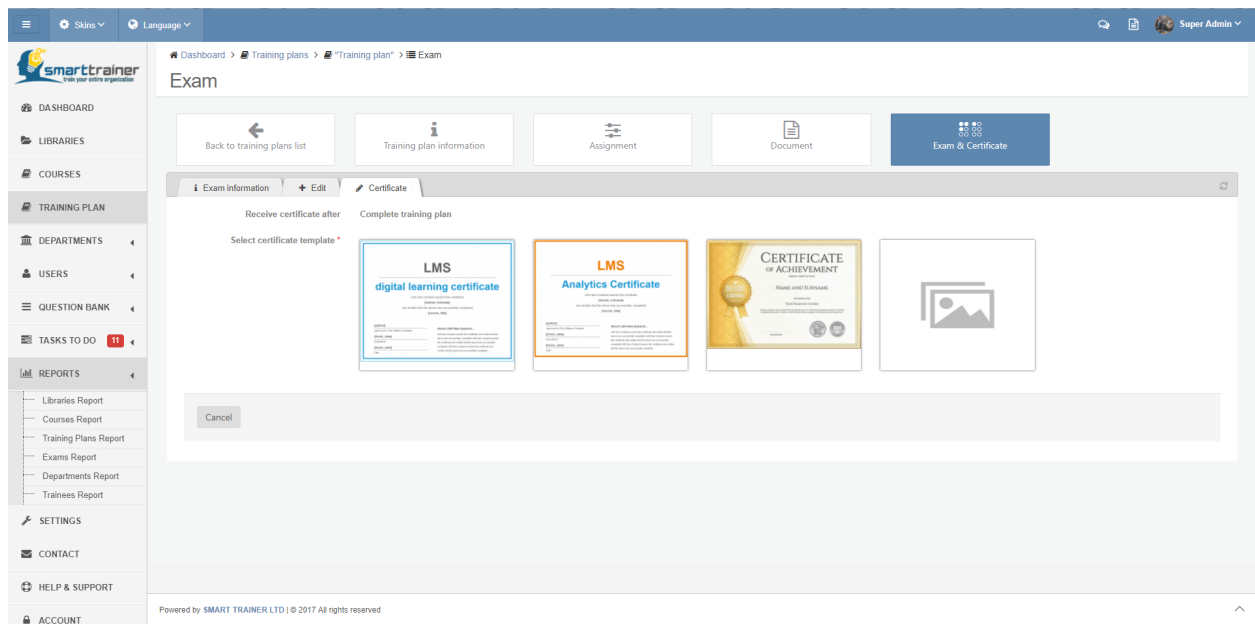 Skins
Language
Super Admin
smarttrainer
train your entire organization
DASHBOARD
LIBRARIES
COURSES
TRAINING PLAN
DEPARTMENTS
USERS
QUESTION BANK
TASKS TO DO 11
REPORTS
Libraries Report
Courses Report
Training Plans Report
Exams Report
Departments Report
Trainees Report
SETTINGS
CONTACT
HELP & SUPPORT
ACCOUNT
Dashboard > Training plans > "Training plan" > Exam
Exam
Back to training plans list
Training plan information
Assignment
Document
Exam & Certificate
Exam information
Edit
Certificate
Receive certificate after Complete training plan
Select certificate template *
LMS
digital learning certificate
LMS
Analytics Certificate
CERTIFICATE
OF ACHIEVEMENT
NAME AND SURNAME
Cancel
Powered by SMART TRAINER LTD | © 2017 All rights reserved